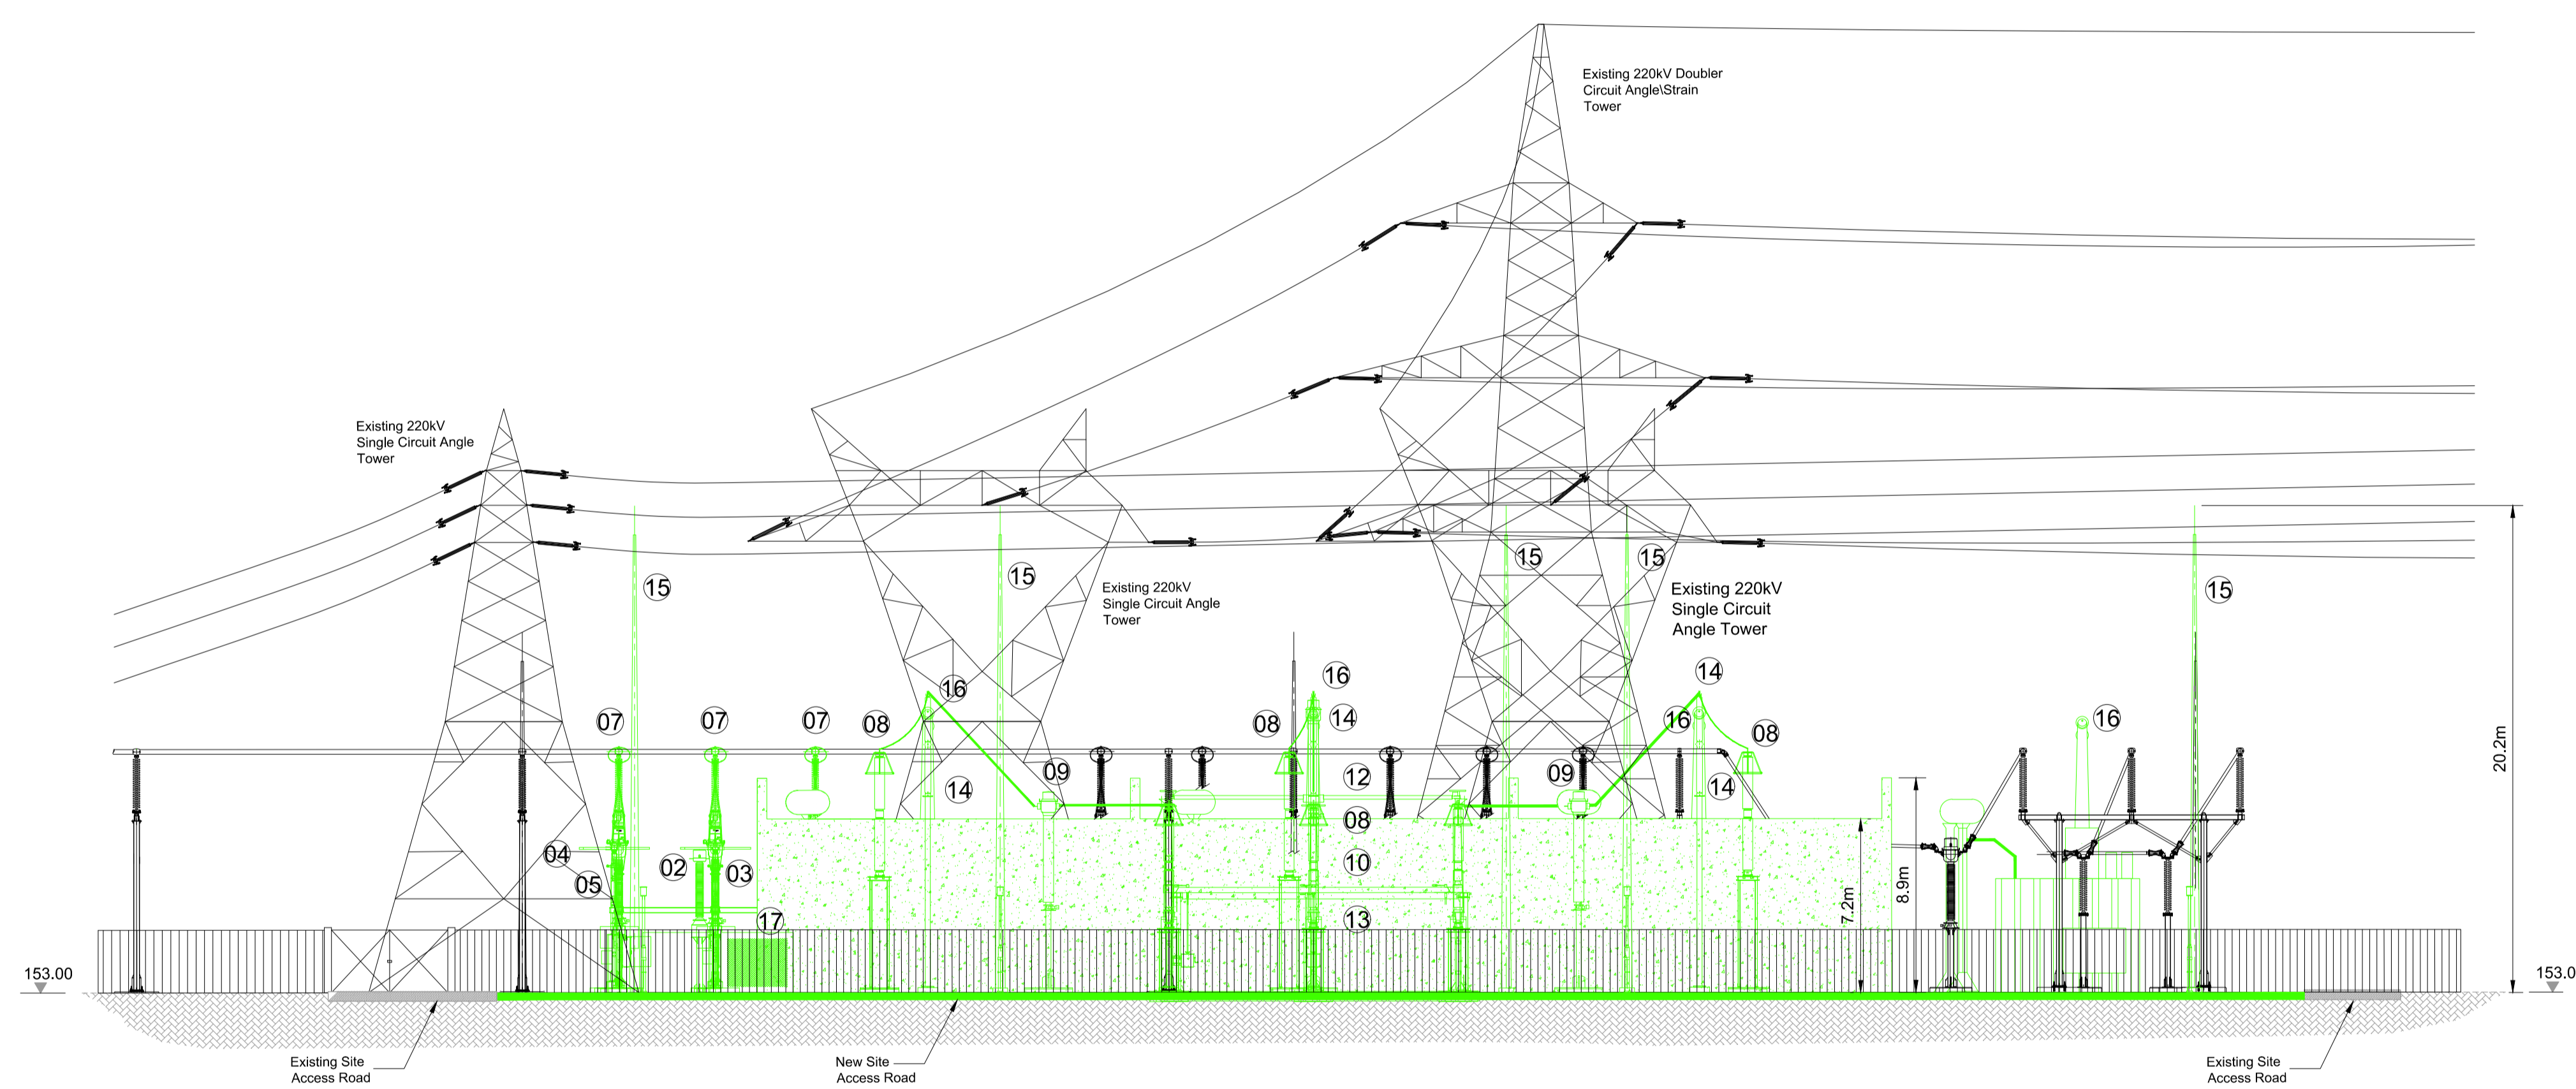 Existing 220kV Doubler
Circuit Angle\Strain
Tower
Existing 220kV
Single Circuit Angle
Tower
15
15
15
15
15
Existing 220kV
Single Circuit Angle
Tower
Existing 220kV
Single Circuit
Angle Tower
20.2m
16
16
14
07
07
07
08
08
14
16
08
16
09
14
12
09
14
08
04
05
02
03
10
13
17
7.2m
8.9m
153.00
153.0
Existing Site
Access Road
New Site
Access Road
Existing Site
Access Road